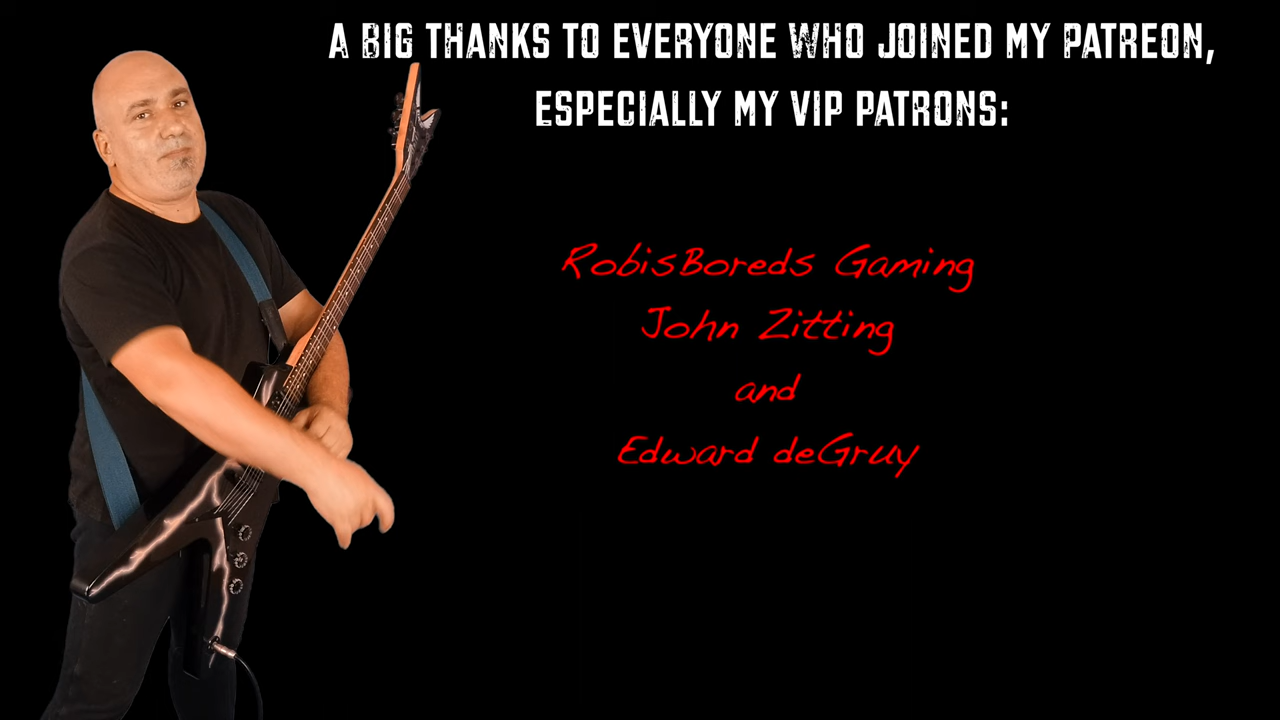 A BIG THANKS TO EVERYONE WHO JOINED MY PATREON,
ESPECIALLY MY VIP PATRONS:
RobisBoreds Gaming
John Zitting
and
Edward deGruy